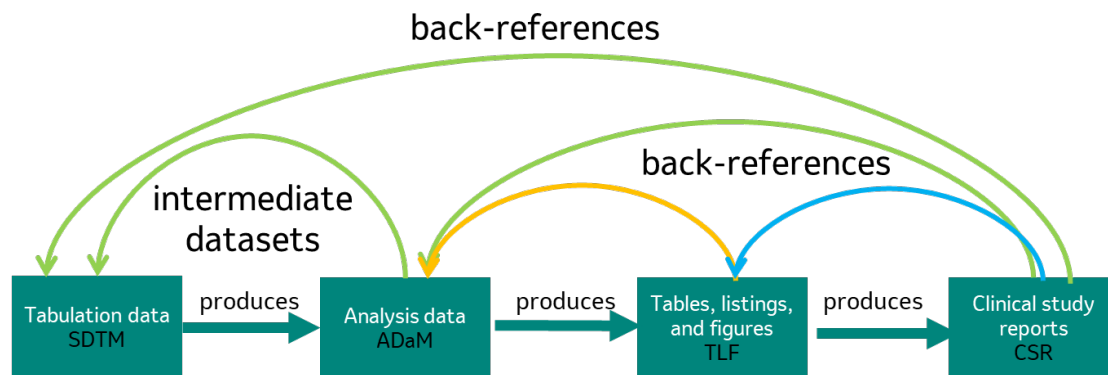 back-references
back-references
intermediate
datasets
Tabulation data
SDTM
produces
Analysis data
ADaM
produces
Tables, listings,
and figures
TLF
produces
Clinical study
reports
CSR